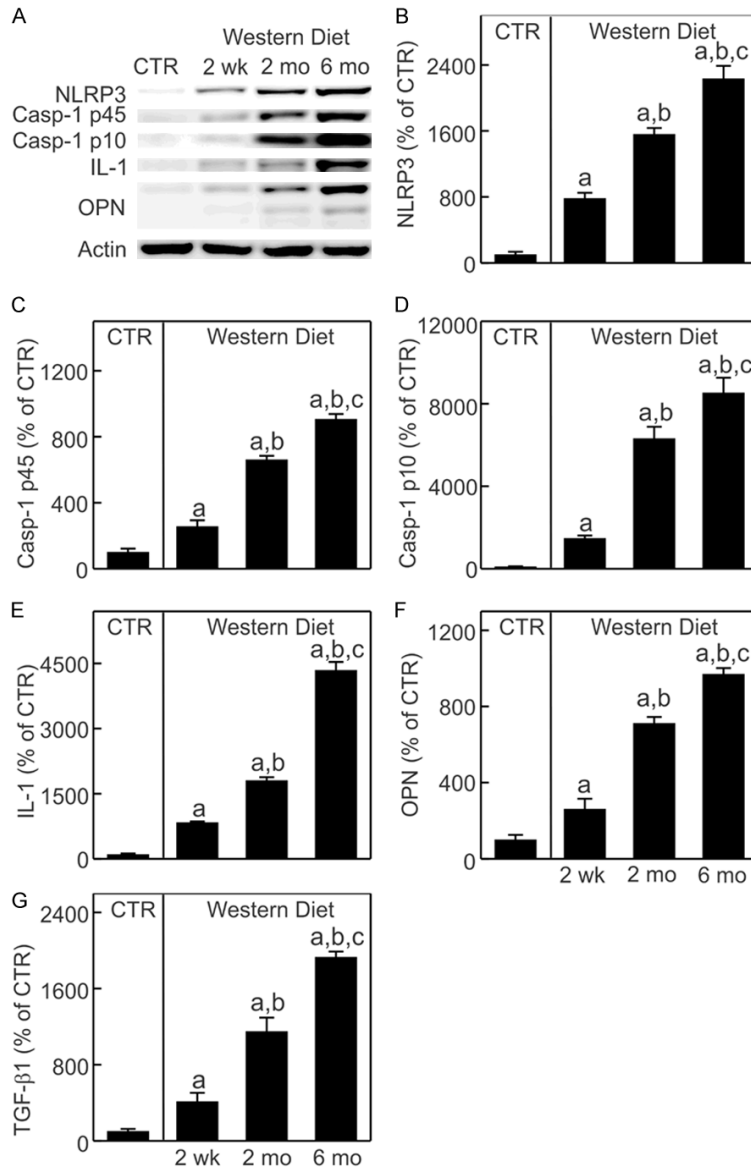 A
Western Diet
CTR 2 wk 2 mo 6 mo
NLRP3
Casp-1 p45
Casp-1 p10
IL-1
OPN
Actin
B
CTR Western Diet
NLRP3 (% of CTR)
2400
1600
800
0
a
a,b
a,b,c
C
CTR Western Diet
Casp-1 p45 (% of CTR)
1200
800
400
0
a
a,b
a,b,c
D
CTR Western Diet
Casp-1 p10 (% of CTR)
12000
8000
4000
0
a
a,b
a,b,c
E
CTR Western Diet
IL-1 (% of CTR)
4500
3000
1500
0
a
a,b
a,b,c
F
CTR Western Diet
OPN (% of CTR)
1200
800
400
0
a
a,b
a,b,c
2 wk 2 mo 6 mo
G
CTR Western Diet
TGF-β1 (% of CTR)
2400
1600
800
0
a
a,b
a,b,c
2 wk 2 mo 6 mo